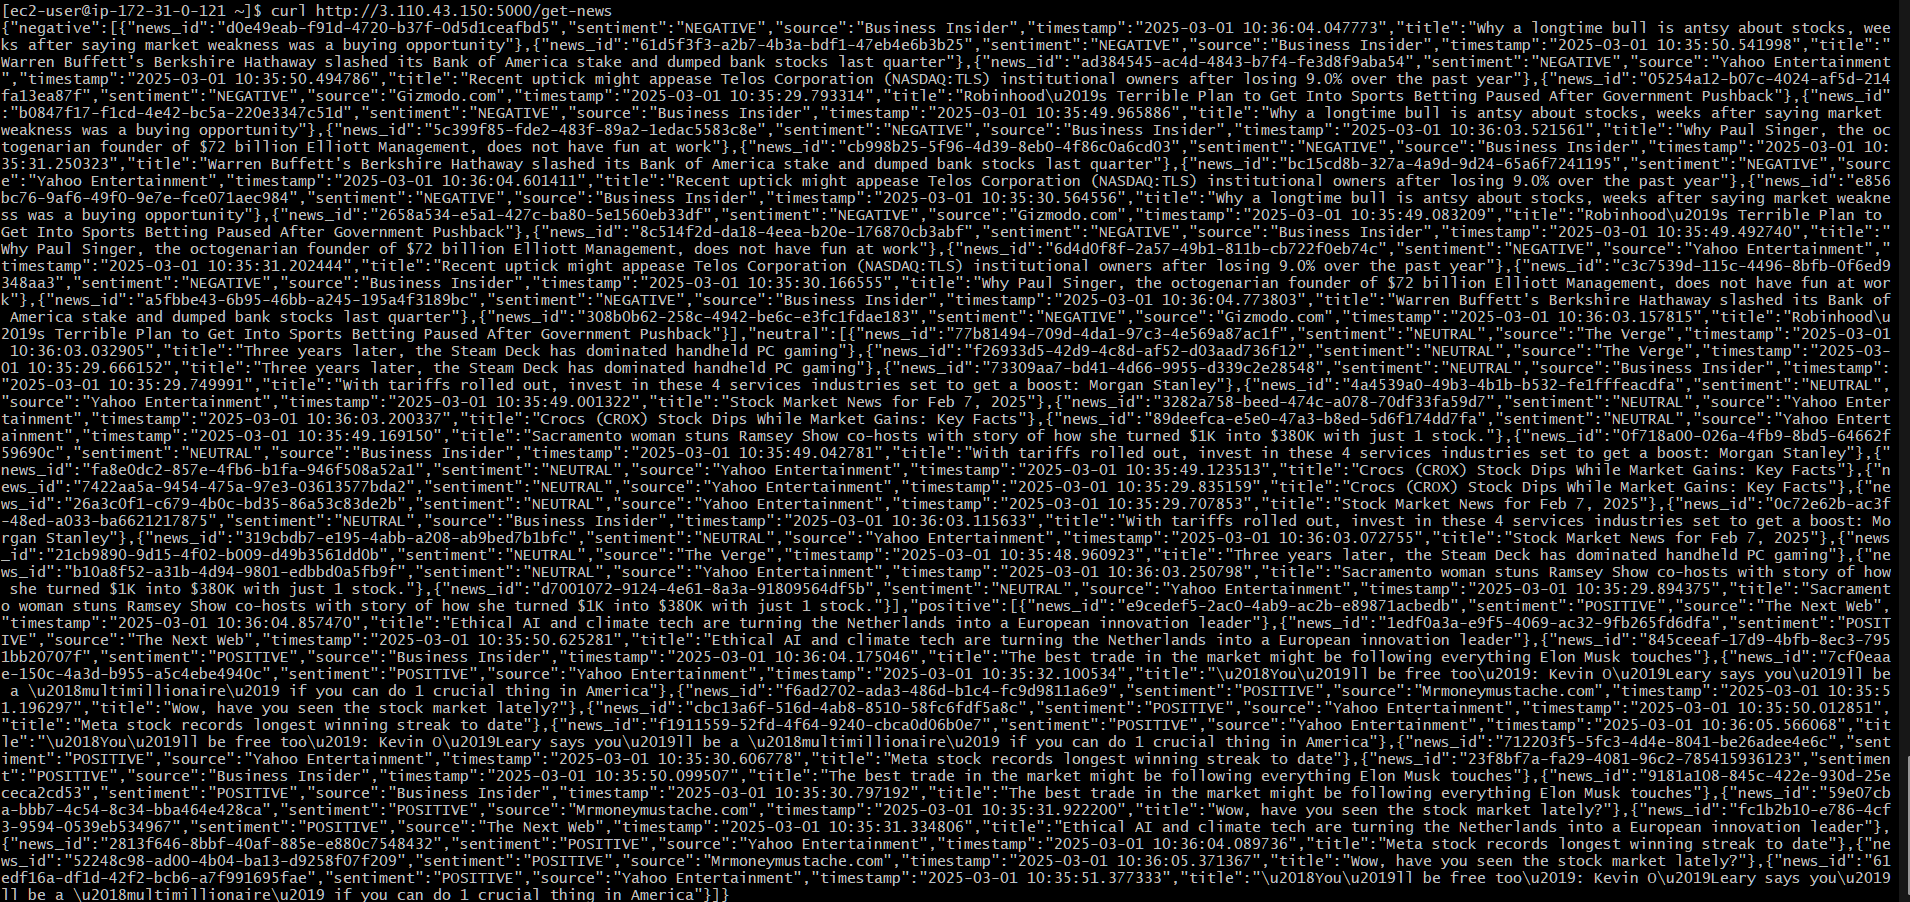 [ec2-user@ip-172-31-0-121 ~]$ curl http://3.110.43.150:5000/get-news
{"negative":[{"news_id":"d0e49eab-f91d-4720-b37f-0d5d1ceafbd5","sentiment":"NEGATIVE","source":"Business Insider","timestamp":"2025-03-01 10:36:04.047773","title":"Why a longtime bull is antsy about stocks, wee
ks after saying market weakness was a buying opportunity"},{"news_id":"61d5f3f3-a2b7-4b3a-bdf1-47eb4e6b3b25","sentiment":"NEGATIVE","source":"Business Insider","timestamp":"2025-03-01 10:35:50.541998","title":"
Warren Buffett's Berkshire Hathaway slashed its Bank of America stake and dumped bank stocks last quarter"},{"news_id":"ad384545-ac4d-4843-b7f4-fe3d8f9aba54","sentiment":"NEGATIVE","source":"Yahoo Entertainment
","timestamp":"2025-03-01 10:35:50.494786","title":"Recent uptick might appease Telos Corporation (NASDAQ:TLS) institutional owners after losing 9.0% over the past year"},{"news_id":"05254a12-b07c-4024-af5d-214
fa13ea87f","sentiment":"NEGATIVE","source":"Gizmodo.com","timestamp":"2025-03-01 10:35:29.793314","title":"Robinhood\u2019s Terrible Plan to Get Into Sports Betting Paused After Government Pushback"},{"news_id"
:"b0847f17-f1cd-4e42-bc5a-220e3347c51d","sentiment":"NEGATIVE","source":"Business Insider","timestamp":"2025-03-01 10:35:49.965886","title":"Why a longtime bull is antsy about stocks, weeks after saying market
weakness was a buying opportunity"},{"news_id":"5c399f85-fde2-483f-89a2-1edac5583c8e","sentiment":"NEGATIVE","source":"Business Insider","timestamp":"2025-03-01 10:36:03.521561","title":"Why Paul Singer, the oc
togenarian founder of $72 billion Elliott Management, does not have fun at work"},{"news_id":"cb998b25-5f96-4d39-8eb0-4f86c0a6cd03","sentiment":"NEGATIVE","source":"Business Insider","timestamp":"2025-03-01 10:
35:31.250323","title":"Warren Buffett's Berkshire Hathaway slashed its Bank of America stake and dumped bank stocks last quarter"},{"news_id":"bc15cd8b-327a-4a9d-9d24-65a6f7241195","sentiment":"NEGATIVE","sourc
e":"Yahoo Entertainment","timestamp":"2025-03-01 10:36:04.601411","title":"Recent uptick might appease Telos Corporation (NASDAQ:TLS) institutional owners after losing 9.0% over the past year"},{"news_id":"e856
bc76-9af6-49f0-9e7e-fce071aec984","sentiment":"NEGATIVE","source":"Business Insider","timestamp":"2025-03-01 10:35:30.564556","title":"Why a longtime bull is antsy about stocks, weeks after saying market weakne
ss was a buying opportunity"},{"news_id":"2658a534-e5a1-427c-ba80-5e1560eb33df","sentiment":"NEGATIVE","source":"Gizmodo.com","timestamp":"2025-03-01 10:35:49.083209","title":"Robinhood\u2019s Terrible Plan to
Get Into Sports Betting Paused After Government Pushback"},{"news_id":"8c514f2d-da18-4eea-b20e-176870cb3abf","sentiment":"NEGATIVE","source":"Business Insider","timestamp":"2025-03-01 10:35:49.492740","title":"
Why Paul Singer, the octogenarian founder of $72 billion Elliott Management, does not have fun at work"},{"news_id":"6d4d0f8f-2a57-49b1-811b-cb722f0eb74c","sentiment":"NEGATIVE","source":"Yahoo Entertainment","
timestamp":"2025-03-01 10:35:31.202444","title":"Recent uptick might appease Telos Corporation (NASDAQ:TLS) institutional owners after losing 9.0% over the past year"},{"news_id":"c3c7539d-115c-4496-8bfb-0f6ed9
348aa3","sentiment":"NEGATIVE","source":"Business Insider","timestamp":"2025-03-01 10:35:30.166555","title":"Why Paul Singer, the octogenarian founder of $72 billion Elliott Management, does not have fun at wor
k"},{"news_id":"a5fbbe43-6b95-46bb-a245-195a4f3189bc","sentiment":"NEGATIVE","source":"Business Insider","timestamp":"2025-03-01 10:36:04.773803","title":"Warren Buffett's Berkshire Hathaway slashed its Bank of
 America stake and dumped bank stocks last quarter"},{"news_id":"308b0b62-258c-4942-be6c-e3fc1fdae183","sentiment":"NEGATIVE","source":"Gizmodo.com","timestamp":"2025-03-01 10:36:03.157815","title":"Robinhood\u
2019s Terrible Plan to Get Into Sports Betting Paused After Government Pushback"}],"neutral":[{"news_id":"77b81494-709d-4da1-97c3-4e569a87ac1f","sentiment":"NEUTRAL","source":"The Verge","timestamp":"2025-03-01
 10:36:03.032905","title":"Three years later, the Steam Deck has dominated handheld PC gaming"},{"news_id":"f26933d5-42d9-4c8d-af52-d03aad736f12","sentiment":"NEUTRAL","source":"The Verge","timestamp":"2025-03-
01 10:35:29.666152","title":"Three years later, the Steam Deck has dominated handheld PC gaming"},{"news_id":"73309aa7-bd41-4d66-9955-d339c2e28548","sentiment":"NEUTRAL","source":"Business Insider","timestamp":
"2025-03-01 10:35:29.749991","title":"With tariffs rolled out, invest in these 4 services industries set to get a boost: Morgan Stanley"},{"news_id":"4a4539a0-49b3-4b1b-b532-fe1fffeacdfa","sentiment":"NEUTRAL",
"source":"Yahoo Entertainment","timestamp":"2025-03-01 10:35:49.001322","title":"Stock Market News for Feb 7, 2025"},{"news_id":"3282a758-beed-474c-a078-70df33fa59d7","sentiment":"NEUTRAL","source":"Yahoo Enter
tainment","timestamp":"2025-03-01 10:36:03.200337","title":"Crocs (CROX) Stock Dips While Market Gains: Key Facts"},{"news_id":"89deefca-e5e0-47a3-b8ed-5d6f174dd7fa","sentiment":"NEUTRAL","source":"Yahoo Entert
ainment","timestamp":"2025-03-01 10:35:49.169150","title":"Sacramento woman stuns Ramsey Show co-hosts with story of how she turned $1K into $380K with just 1 stock."},{"news_id":"0f718a00-026a-4fb9-8bd5-64662f
59690c","sentiment":"NEUTRAL","source":"Business Insider","timestamp":"2025-03-01 10:35:49.042781","title":"With tariffs rolled out, invest in these 4 services industries set to get a boost: Morgan Stanley"},{"
news_id":"fa8e0dc2-857e-4fb6-b1fa-946f508a52a1","sentiment":"NEUTRAL","source":"Yahoo Entertainment","timestamp":"2025-03-01 10:35:49.123513","title":"Crocs (CROX) Stock Dips While Market Gains: Key Facts"},{"n
ews_id":"7422aa5a-9454-475a-97e3-03613577bda2","sentiment":"NEUTRAL","source":"Yahoo Entertainment","timestamp":"2025-03-01 10:35:29.835159","title":"Crocs (CROX) Stock Dips While Market Gains: Key Facts"},{"ne
ws_id":"26a3c0f1-c679-4b0c-bd35-86a53c83de2b","sentiment":"NEUTRAL","source":"Yahoo Entertainment","timestamp":"2025-03-01 10:35:29.707853","title":"Stock Market News for Feb 7, 2025"},{"news_id":"0c72e62b-ac3f
-48ed-a033-ba6621217875","sentiment":"NEUTRAL","source":"Business Insider","timestamp":"2025-03-01 10:36:03.115633","title":"With tariffs rolled out, invest in these 4 services industries set to get a boost: Mo
rgan Stanley"},{"news_id":"319cbdb7-e195-4abb-a208-ab9bed7b1bfc","sentiment":"NEUTRAL","source":"Yahoo Entertainment","timestamp":"2025-03-01 10:36:03.072755","title":"Stock Market News for Feb 7, 2025"},{"news
_id":"21cb9890-9d15-4f02-b009-d49b3561dd0b","sentiment":"NEUTRAL","source":"The Verge","timestamp":"2025-03-01 10:35:48.960923","title":"Three years later, the Steam Deck has dominated handheld PC gaming"},{"ne
ws_id":"b10a8f52-a31b-4d94-9801-edbbd0a5fb9f","sentiment":"NEUTRAL","source":"Yahoo Entertainment","timestamp":"2025-03-01 10:36:03.250798","title":"Sacramento woman stuns Ramsey Show co-hosts with story of how
 she turned $1K into $380K with just 1 stock."},{"news_id":"d7001072-9124-4e61-8a3a-91809564df5b","sentiment":"NEUTRAL","source":"Yahoo Entertainment","timestamp":"2025-03-01 10:35:29.894375","title":"Sacrament
o woman stuns Ramsey Show co-hosts with story of how she turned $1K into $380K with just 1 stock."}],"positive":[{"news_id":"e9cedef5-2ac0-4ab9-ac2b-e89871acbedb","sentiment":"POSITIVE","source":"The Next Web",
"timestamp":"2025-03-01 10:36:04.857470","title":"Ethical AI and climate tech are turning the Netherlands into a European innovation leader"},{"news_id":"1edf0a3a-e9f5-4069-ac32-9fb265fd6dfa","sentiment":"POSIT
IVE","source":"The Next Web","timestamp":"2025-03-01 10:35:50.625281","title":"Ethical AI and climate tech are turning the Netherlands into a European innovation leader"},{"news_id":"845ceeaf-17d9-4bfb-8ec3-795
1bb20707f","sentiment":"POSITIVE","source":"Business Insider","timestamp":"2025-03-01 10:36:04.175046","title":"The best trade in the market might be following everything Elon Musk touches"},{"news_id":"7cf0eaa
e-150c-4a3d-b955-a5c4ebe4940c","sentiment":"POSITIVE","source":"Yahoo Entertainment","timestamp":"2025-03-01 10:35:32.100534","title":"\u2018You\u2019ll be free too\u2019: Kevin O\u2019Leary says you\u2019ll be
 a \u2018multimillionaire\u2019 if you can do 1 crucial thing in America"},{"news_id":"f6ad2702-ada3-486d-b1c4-fc9d9811a6e9","sentiment":"POSITIVE","source":"Mrmoneymustache.com","timestamp":"2025-03-01 10:35:5
1.196297","title":"Wow, have you seen the stock market lately?"},{"news_id":"cbc13a6f-516d-4ab8-8510-58fc6fdf5a8c","sentiment":"POSITIVE","source":"Yahoo Entertainment","timestamp":"2025-03-01 10:35:50.012851",
"title":"Meta stock records longest winning streak to date"},{"news_id":"f1911559-52fd-4f64-9240-cbca0d06b0e7","sentiment":"POSITIVE","source":"Yahoo Entertainment","timestamp":"2025-03-01 10:36:05.566068","tit
le":"\u2018You\u2019ll be free too\u2019: Kevin O\u2019Leary says you\u2019ll be a \u2018multimillionaire\u2019 if you can do 1 crucial thing in America"},{"news_id":"712203f5-5fc3-4d4e-8041-be26adee4e6c","sent
iment":"POSITIVE","source":"Yahoo Entertainment","timestamp":"2025-03-01 10:35:30.606778","title":"Meta stock records longest winning streak to date"},{"news_id":"23f8bf7a-fa29-4081-96c2-785415936123","sentimen
t":"POSITIVE","source":"Business Insider","timestamp":"2025-03-01 10:35:50.099507","title":"The best trade in the market might be following everything Elon Musk touches"},{"news_id":"9181a108-845c-422e-930d-25e
ceca2cd53","sentiment":"POSITIVE","source":"Business Insider","timestamp":"2025-03-01 10:35:30.797192","title":"The best trade in the market might be following everything Elon Musk touches"},{"news_id":"59e07cb
a-bbb7-4c54-8c34-bba464e428ca","sentiment":"POSITIVE","source":"Mrmoneymustache.com","timestamp":"2025-03-01 10:35:31.922200","title":"Wow, have you seen the stock market lately?"},{"news_id":"fc1b2b10-e786-4cf
3-9594-0539eb534967","sentiment":"POSITIVE","source":"The Next Web","timestamp":"2025-03-01 10:35:31.334806","title":"Ethical AI and climate tech are turning the Netherlands into a European innovation leader"},
{"news_id":"2813f646-8bbf-40af-885e-e880c7548432","sentiment":"POSITIVE","source":"Yahoo Entertainment","timestamp":"2025-03-01 10:36:04.089736","title":"Meta stock records longest winning streak to date"},{"ne
ws_id":"52248c98-ad00-4b04-ba13-d9258f07f209","sentiment":"POSITIVE","source":"Mrmoneymustache.com","timestamp":"2025-03-01 10:36:05.371367","title":"Wow, have you seen the stock market lately?"},{"news_id":"61
edf16a-df1d-42f2-bcb6-a7f991695fae","sentiment":"POSITIVE","source":"Yahoo Entertainment","timestamp":"2025-03-01 10:35:51.377333","title":"\u2018You\u2019ll be free too\u2019: Kevin O\u2019Leary says you\u2019
ll be a \u2018multimillionaire\u2019 if you can do 1 crucial thing in America"}]}